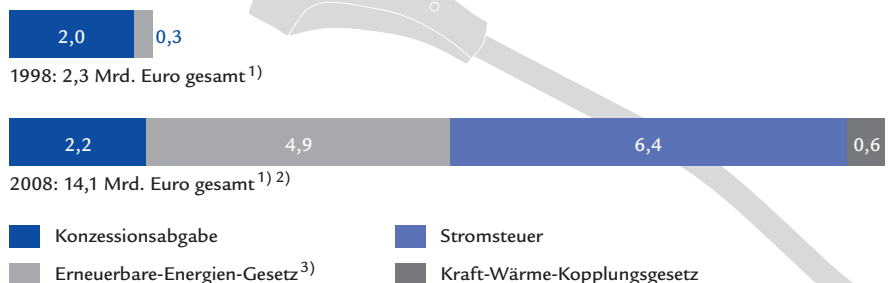 2,0 0,3
1998: 2,3 Mrd. Euro gesamt 1)
2,2 4,9 6,4 0,6
2008: 14,1 Mrd. Euro gesamt 1) 2)
Konzessionsabgabe Stromsteuer
Erneuerbare-Energien-Gesetz 3) Kraft-Wärme-Kopplungsgesetz